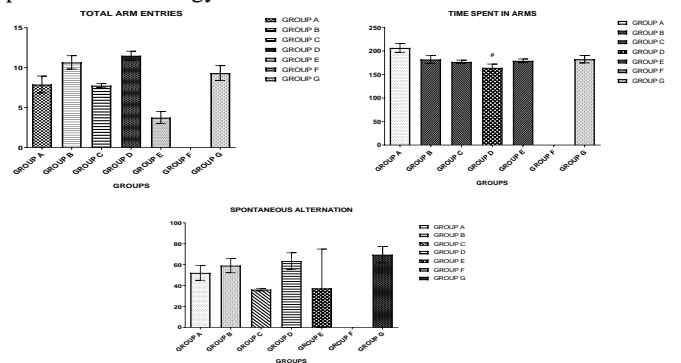 TOTAL ARM ENTRIES
15
10
5
0
GROUP A
GROUP B
GROUP C
GROUP D
GROUP E
GROUP F
GROUP G
GROUPS
GROUP A
GROUP B
GROUP C
GROUP D
GROUP E
GROUP F
GROUP G
TIME SPENT IN ARMS
250
200
150
100
50
0
#
GROUP A
GROUP B
GROUP C
GROUP D
GROUP E
GROUP F
GROUP G
GROUPS
GROUP A
GROUP B
GROUP C
GROUP D
GROUP E
GROUP F
GROUP G
SPONTANEOUS ALTERNATION
100
80
60
40
20
0
GROUP A
GROUP B
GROUP C
GROUP D
GROUP E
GROUP F
GROUP G
GROUPS
GROUP A
GROUP B
GROUP C
GROUP D
GROUP E
GROUP F
GROUP G